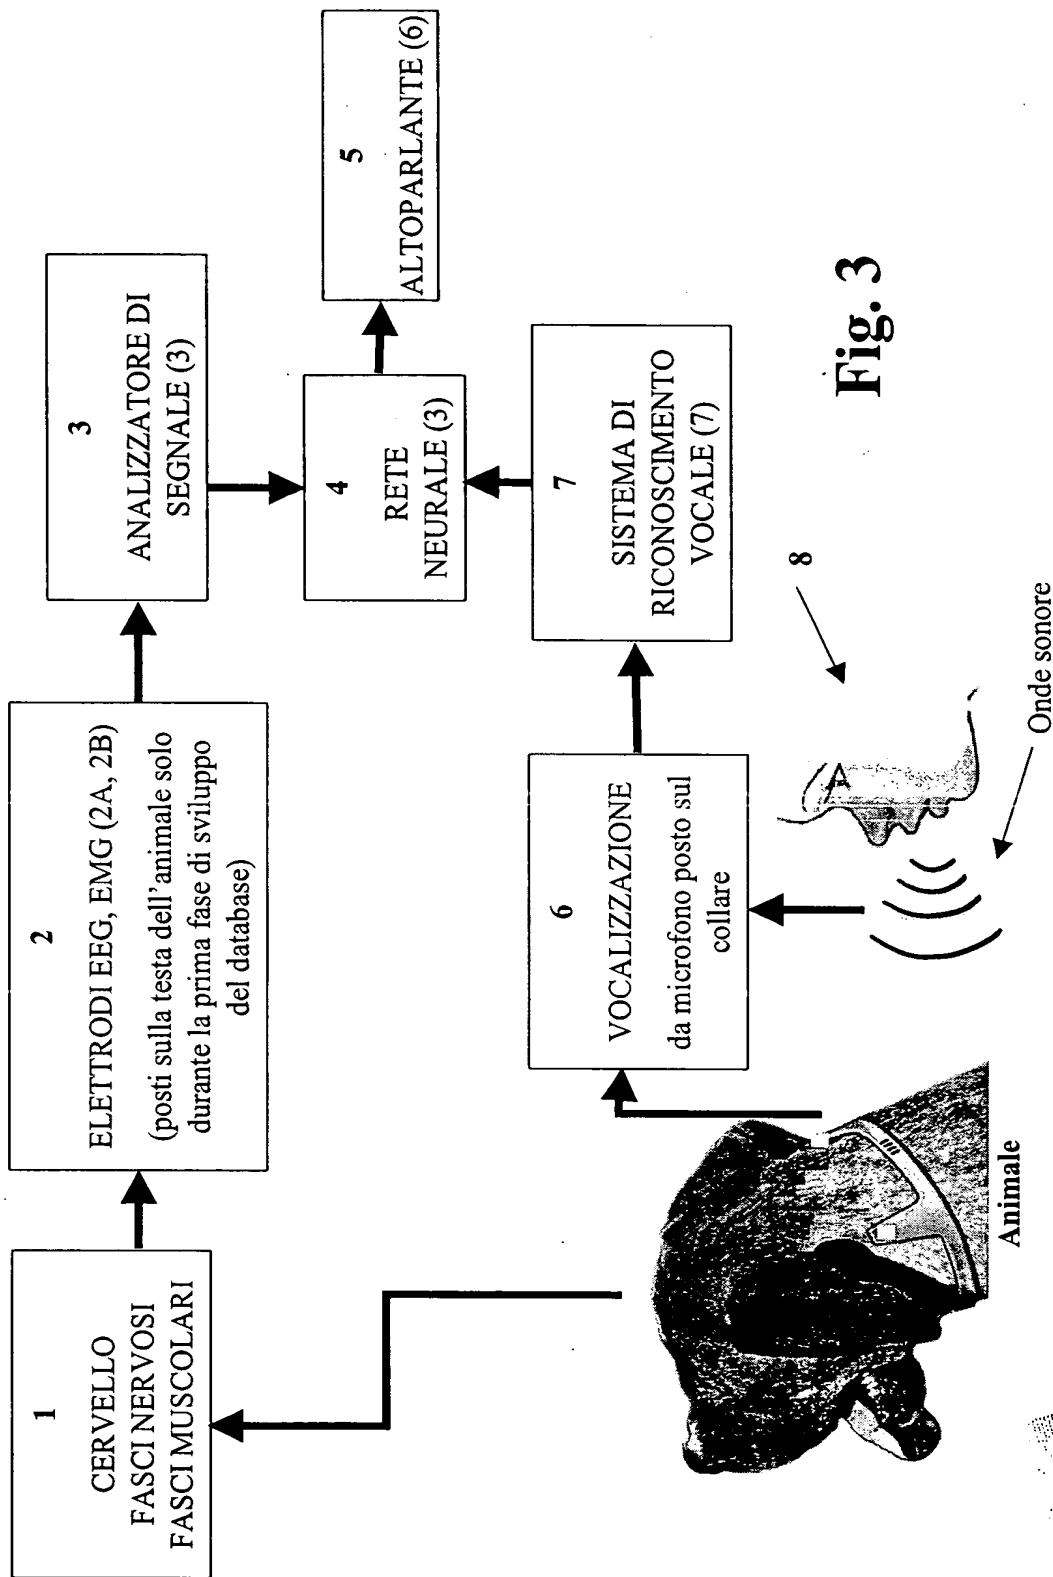 1
CERVELLO
FASCI NERVOSI
FASCI MUSCOLARI
2
ELETTRODI EEG, EMG (2A, 2B)
(posti sulla testa dell'animale solo
durante la prima fase di sviluppo
del database)
3
ANALIZZATORE DI
SEGNALE (3)
4
RETE
NEURALE (3)
5
ALTOPARLANTE (6)
6
VOCALIZZAZIONE
da microfono posto sul
collare
7
SISTEMA DI
RICONOSCIMENTO
VOCALE (7)
8
Onde sonore
Animale
Fig. 3